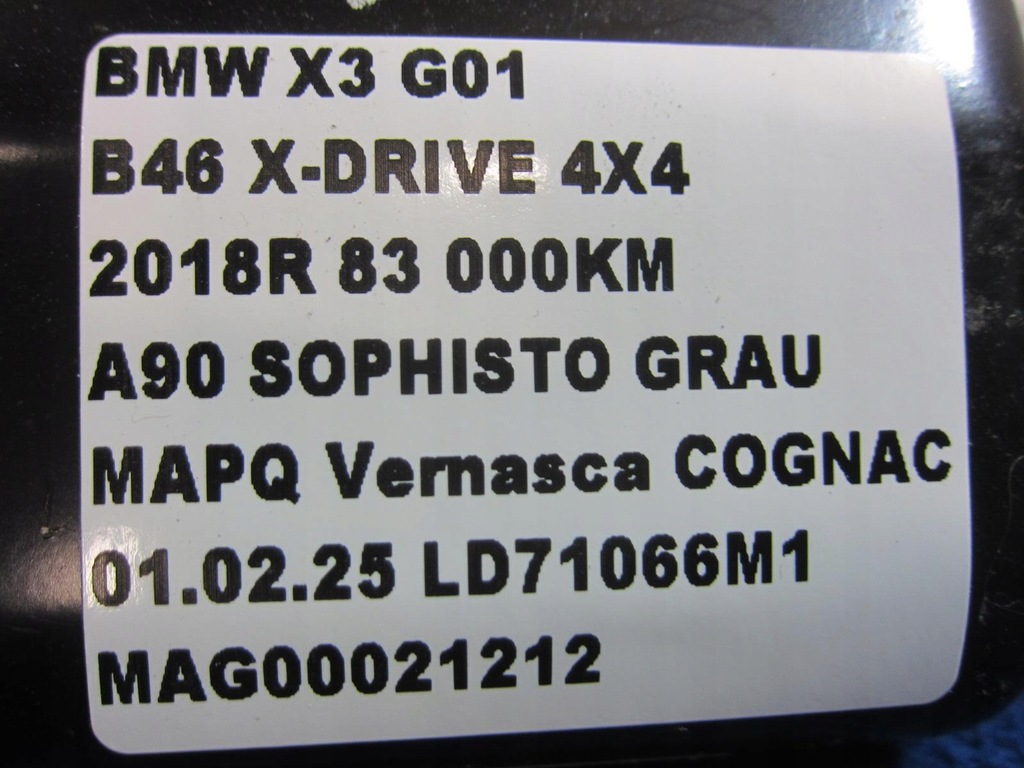 BMW X3 G01
B46 X-DRIVE 4X4
2018R 83 000KM
A90 SOPHISTO GRAU
MAPQ Vernasca COGNAC
01.02.25 LD71066M1
MAG00021212